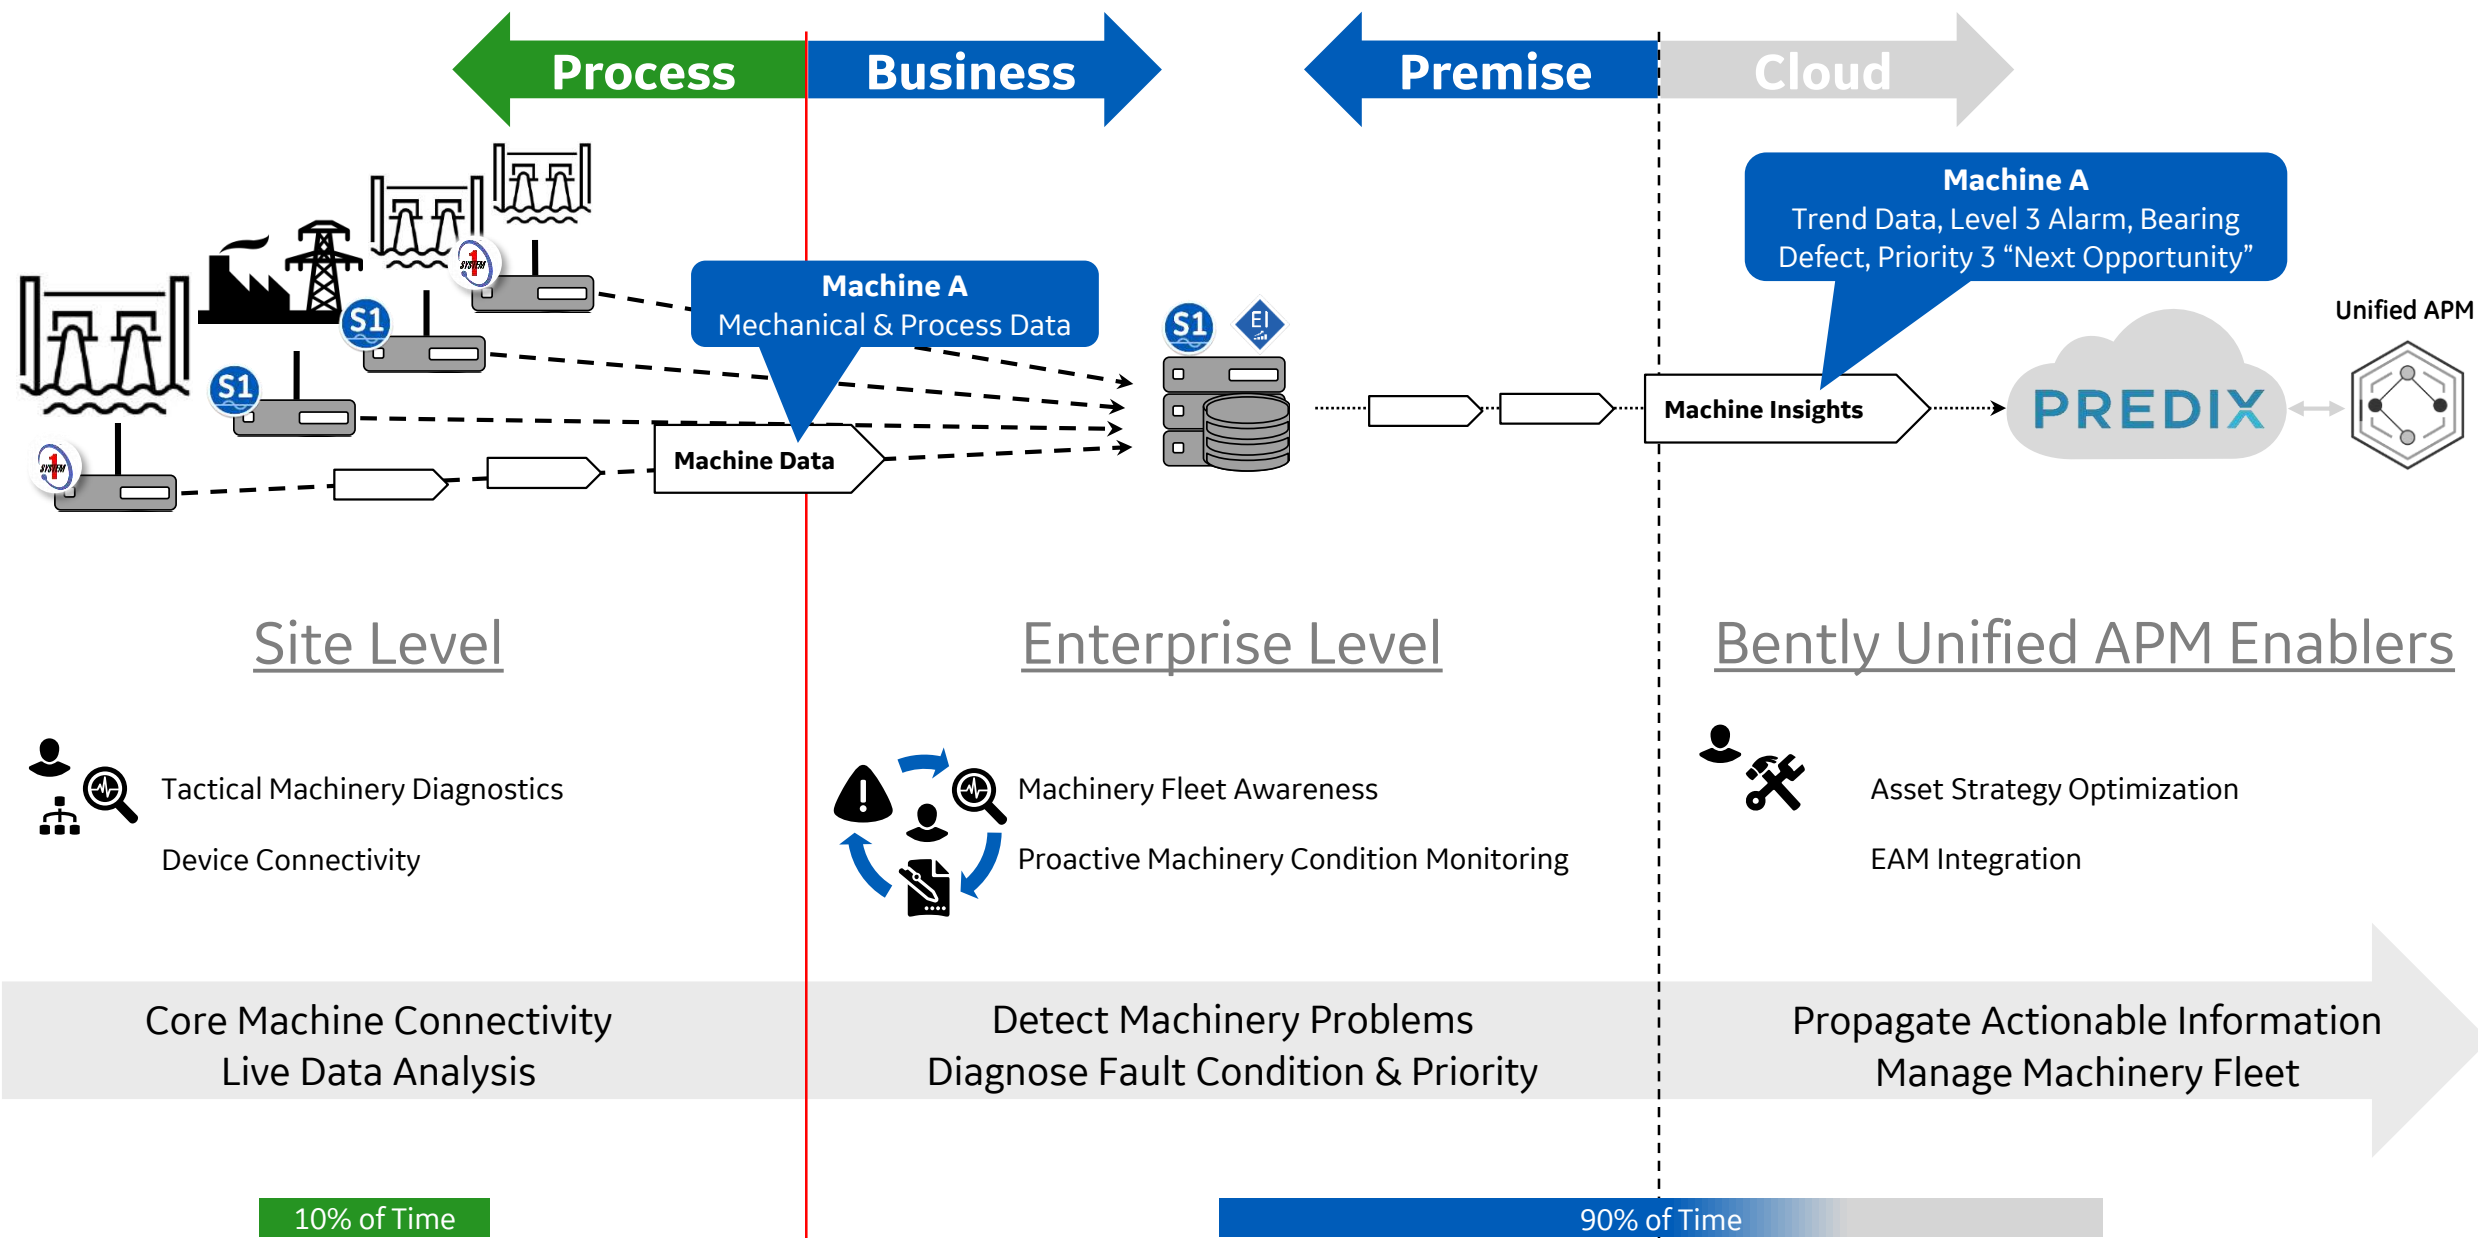 Process
Business
Premise
Cloud
Machine A
Trend Data, Level 3 Alarm, Bearing
Defect, Priority 3 “Next Opportunity”
Machine A
Mechanical & Process Data
SYSTEM 1
S1
S1
SYSTEM 1
S1
EI
Unified APM
Machine Data
Machine Insights
PREDIX
Site Level
Enterprise Level
Bently Unified APM Enablers
Tactical Machinery Diagnostics
Device Connectivity
Machinery Fleet Awareness
Proactive Machinery Condition Monitoring
Asset Strategy Optimization
EAM Integration
Core Machine Connectivity
Live Data Analysis
Detect Machinery Problems
Diagnose Fault Condition & Priority
Propagate Actionable Information
Manage Machinery Fleet
10% of Time
90% of Time